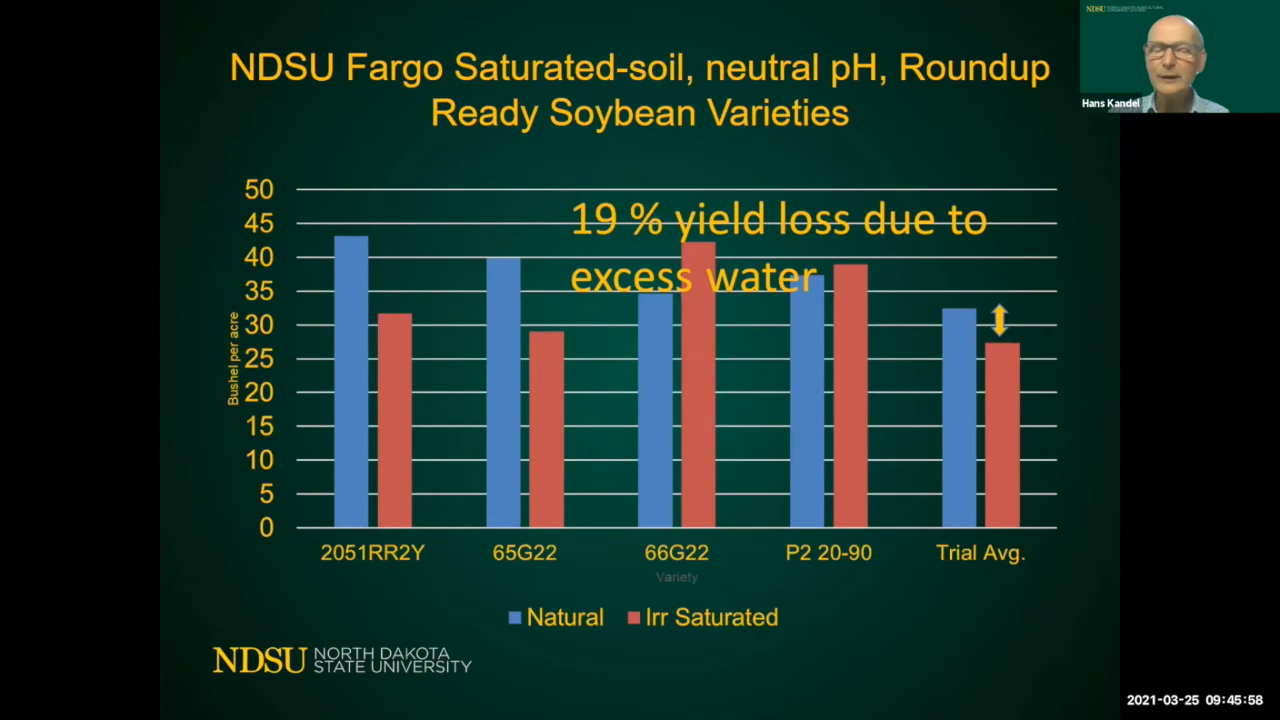 NDSU Fargo Saturated-soil, neutral pH, Roundup
Ready Soybean Varieties
Hans Kandel
50
45
40
35
30
25
20
15
10
5
0
Bushel per acre
19 % yield loss due to
excess water
2051RR2Y
65G22
66G22
P2 20-90
Trial Avg.
Variety
Natural
Irr Saturated
NDSU
NORTH DAKOTA
STATE UNIVERSITY
NDSU
2021-03-25 09:45:58